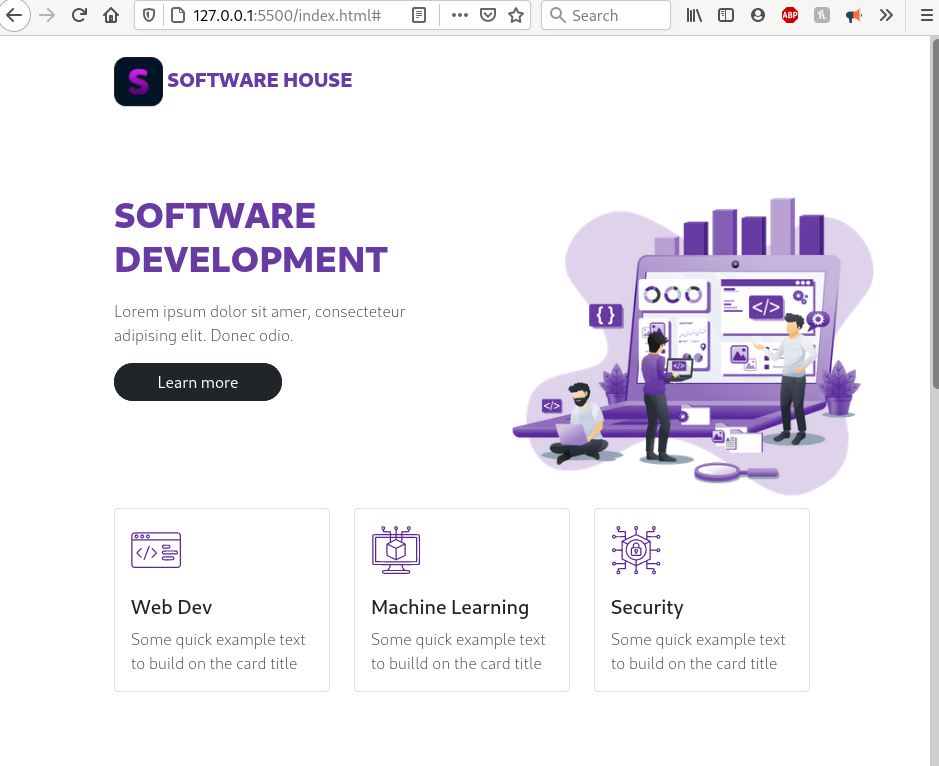 127.0.0.1:5500/index.html#
Search
ABP
S
SOFTWARE HOUSE
SOFTWARE
DEVELOPMENT
Lorem ipsum dolor sit amer, consecteteur
adipising elit. Donec odio.
Learn more
{ }
</>
</>
</>
</>
Web Dev
Some quick example text
to build on the card title
Machine Learning
Some quick example text
to builld on the card title
Security
Some quick example text
to build on the card title